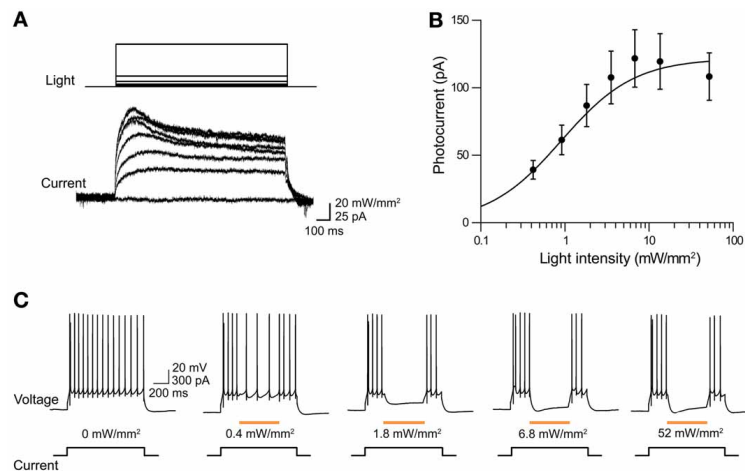 A
Light
Current
20 mW/mm²
25 pA
100 ms
B
Photocurrent (pA)
150
100
50
0
0.1
1
10
100
Light intensity (mW/mm²)
C
Voltage
20 mV
300 pA
200 ms
0 mW/mm²
0.4 mW/mm²
1.8 mW/mm²
6.8 mW/mm²
52 mW/mm²
Current